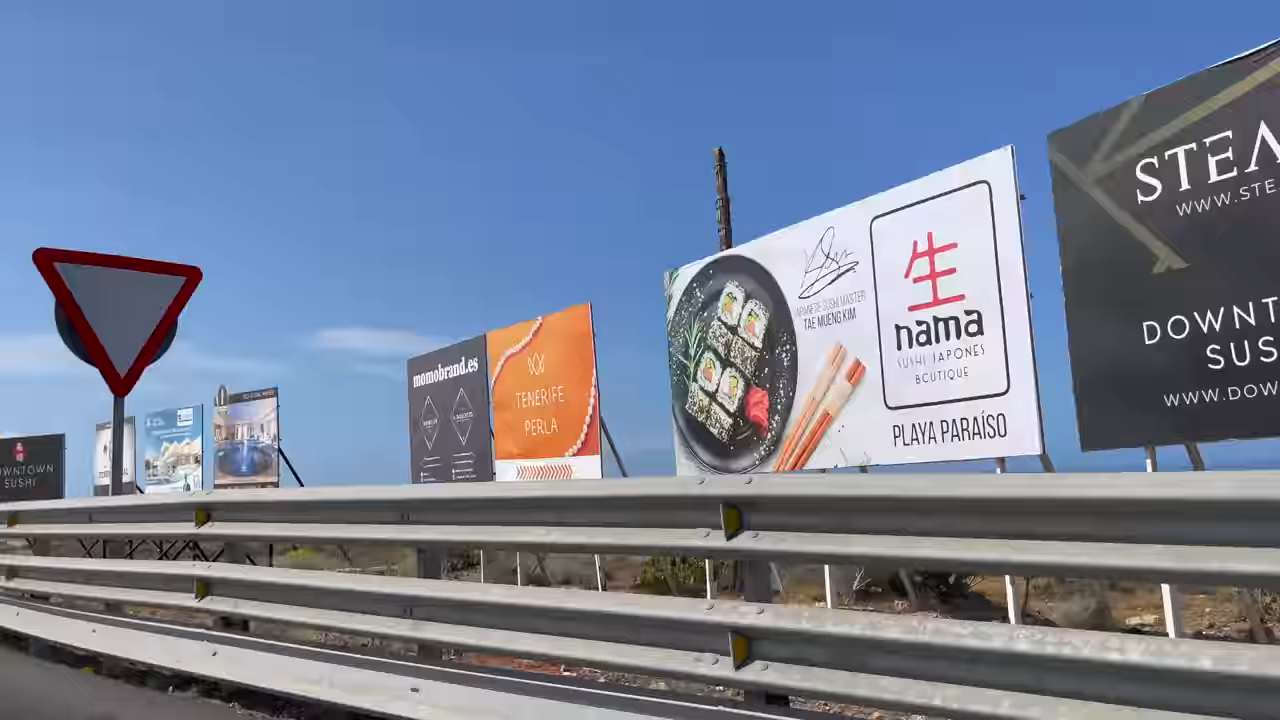 DOWNTOWN
SUSHI
momobrand.es
TENERIFE
PERLA
JAPANESE SUSHI MASTER
TAE MUENG KIM
生
nama
SUSHI JAPONES
BOUTIQUE
PLAYA PARAÍSO
STEA
WWW.STE
DOWNT
SUS
WWW.DOW